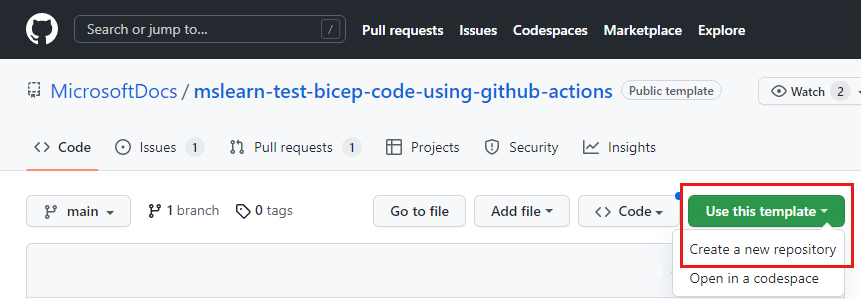 Search or jump to... / Pull requests Issues Codespaces Marketplace Explore
MicrosoftDocs / mslearn-test-bicep-code-using-github-actions Public template Watch 2
Code Issues 1 Pull requests 1 Projects Security Insights
main 1 branch 0 tags Go to file Add file Code Use this template
Create a new repository
Open in a codespace